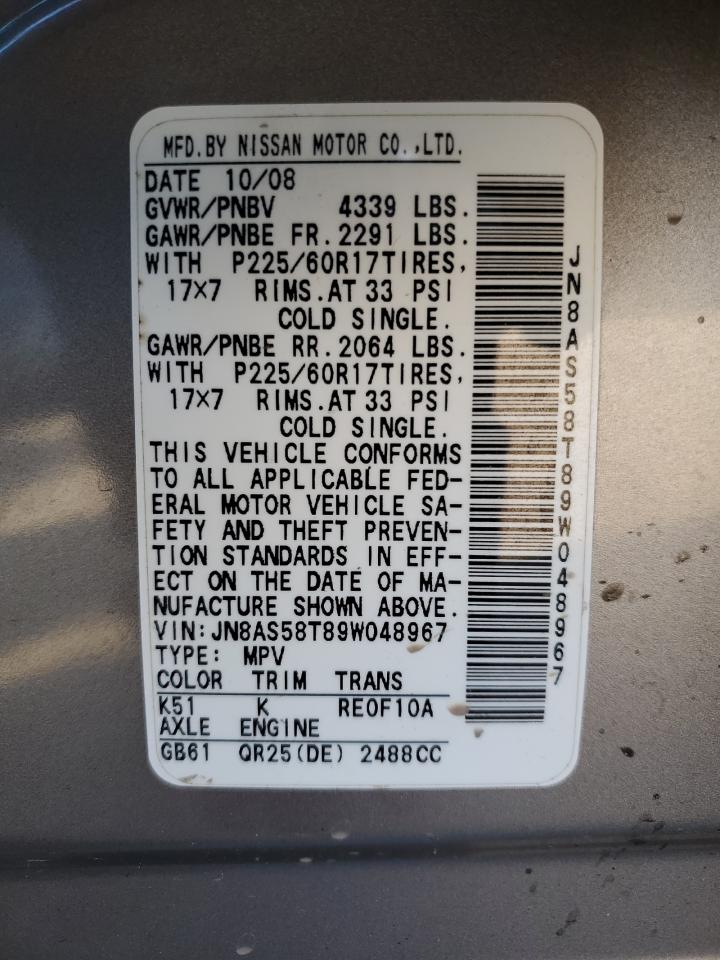 MFD.BY NISSAN MOTOR CO.,LTD.
DATE 10/08
GVWR/PNBV 4339 LBS.
GAWR/PNBE FR.2291 LBS.
WITH P225/60R17TIRES,
17×7 RIMS.AT 33 PSI
COLD SINGLE.
GAWR/PNBE RR.2064 LBS.
WITH P225/60R17TIRES,
17×7 RIMS.AT 33 PSI
COLD SINGLE.
THIS VEHICLE CONFORMS
TO ALL APPLICABLE FED-
ERAL MOTOR VEHICLE SA-
FETY AND THEFT PREVEN-
TION STANDARDS IN EFF-
ECT ON THE DATE OF MA-
NUFACTURE SHOWN ABOVE.
VIN:JN8AS58T89W048967
TYPE: MPV
COLOR TRIM TRANS
K51 K RE0F10A
AXLE ENGINE
GB61 QR25(DE) 2488CC
JN8AS58T89W048967